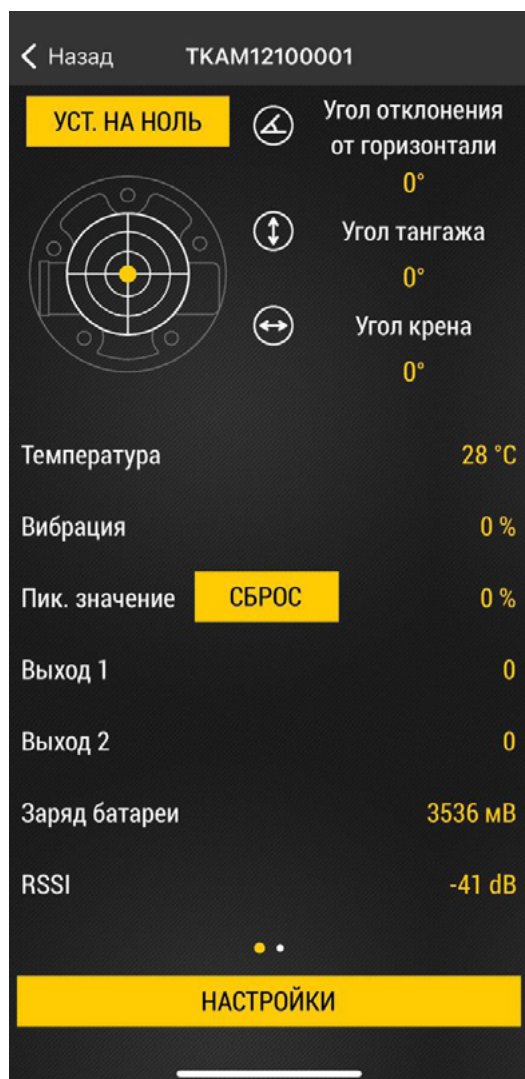 Назад TKAM12100001
УСТ. НА НОЛЬ
Угол отклонения
от горизонтали
0°
Угол тангажа
0°
Угол крена
0°
Температура 28 °C
Вибрация 0 %
Пик. значение СБРОС 0 %
Выход 1 0
Выход 2 0
Заряд батареи 3536 мВ
RSSI -41 dB
НАСТРОЙКИ